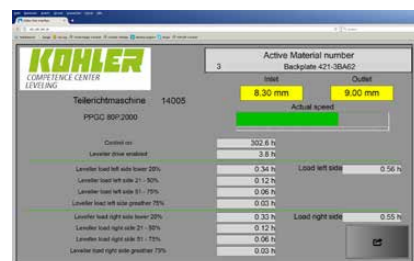 KOHLER
COMPETENCE CENTER
LEVELING
Active Material number
3 Backplate 421-3BA62
Inlet Outlet
8.30 mm 9.00 mm
Teilerichtmaschine 14005
Actual speed
PPGC 80P.2000
Control on 302.6 h
Leveller drive enabled 3.8 h
Leveller load left side lower 20% 0.34 h Load left side 0.56 h
Leveller load left side 21 - 50% 0.12 h
Leveller load left side 51 - 75% 0.06 h
Leveller load left side greather 75% 0.03 h
Leveller load right side lower 20% 0.33 h Load right side 0.55 h
Leveller load right side 21 - 50% 0.12 h
Leveller load right side 51 - 75% 0.06 h
Leveller load right side greather 75% 0.03 h